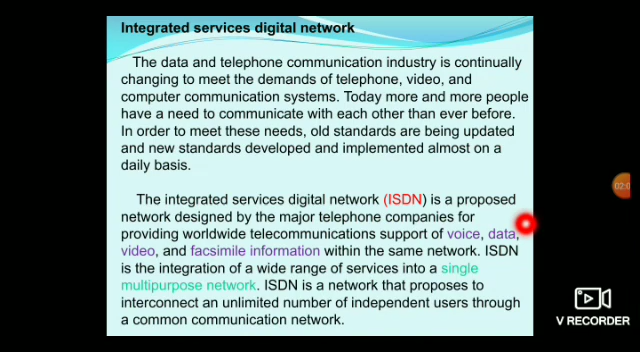 Integrated services digital network
The data and telephone communication industry is continually
changing to meet the demands of telephone, video, and
computer communication systems. Today more and more people
have a need to communicate with each other than ever before.
In order to meet these needs, old standards are being updated
and new standards developed and implemented almost on a
daily basis.
The integrated services digital network (ISDN) is a proposed
network designed by the major telephone companies for
providing worldwide telecommunications support of voice, data,
video, and facsimile information within the same network. ISDN
is the integration of a wide range of services into a single
multipurpose network. ISDN is a network that proposes to
interconnect an unlimited number of independent users through
a common communication network.
V RECORDER